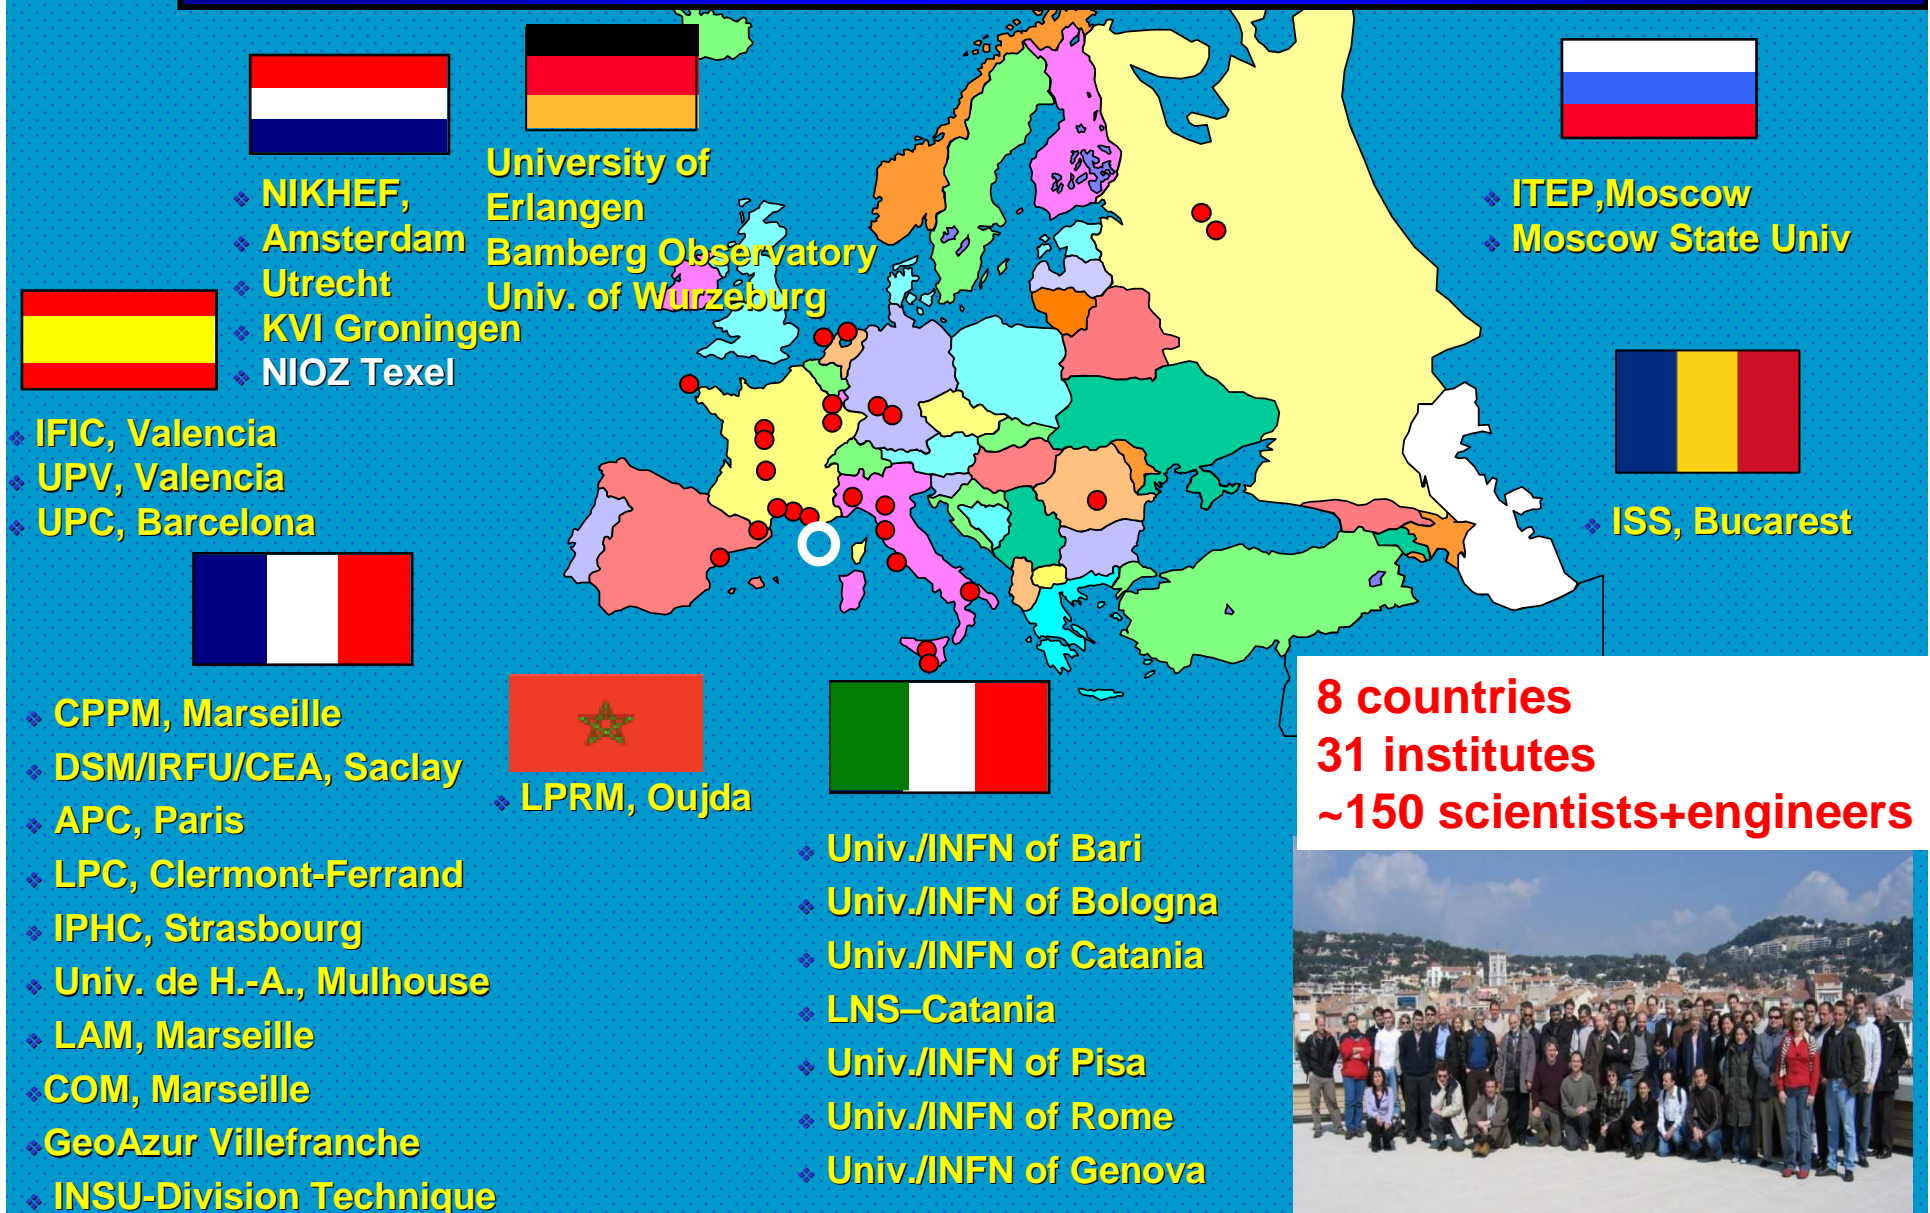 NIKHEF,
Amsterdam
Utrecht
KVI Groningen
NIOZ Texel
University of
Erlangen
Bamberg Observatory
Univ. of Wurzeburg
ITEP,Moscow
Moscow State Univ
IFIC, Valencia
UPV, Valencia
UPC, Barcelona
ISS, Bucarest
CPPM, Marseille
DSM/IRFU/CEA, Saclay
APC, Paris
LPC, Clermont-Ferrand
IPHC, Strasbourg
Univ. de H.-A., Mulhouse
LAM, Marseille
COM, Marseille
GeoAzur Villefranche
INSU-Division Technique
LPRM, Oujda
Univ./INFN of Bari
Univ./INFN of Bologna
Univ./INFN of Catania
LNS–Catania
Univ./INFN of Pisa
Univ./INFN of Rome
Univ./INFN of Genova
8 countries
31 institutes
~150 scientists+engineers